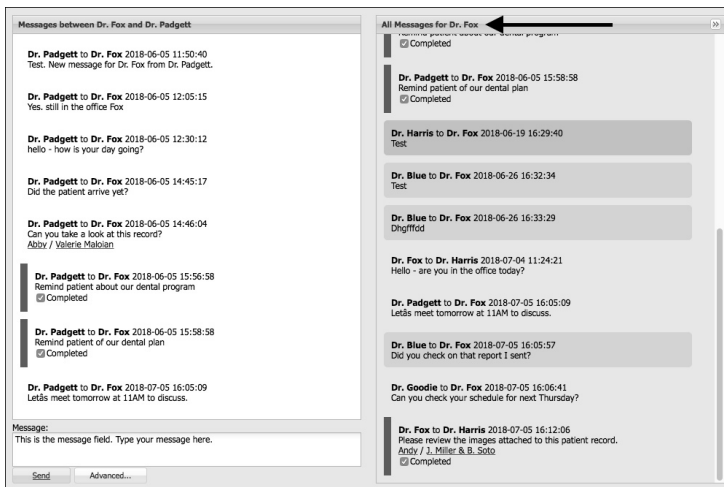 Messages between Dr. Fox and Dr. Padgett
Dr. Padgett to Dr. Fox 2018-06-05 11:50:40
Test. New message for Dr. Fox from Dr. Padgett.
Dr. Padgett to Dr. Fox 2018-06-05 12:05:15
Yes. still in the office Fox
Dr. Padgett to Dr. Fox 2018-06-05 12:30:12
hello - how is your day going?
Dr. Padgett to Dr. Fox 2018-06-05 14:45:17
Did the patient arrive yet?
Dr. Padgett to Dr. Fox 2018-06-05 14:46:04
Can you take a look at this record?
Abby / Valerie Maloian
Dr. Padgett to Dr. Fox 2018-06-05 15:56:58
Remind patient about our dental program
Completed
Dr. Padgett to Dr. Fox 2018-06-05 15:58:58
Remind patient of our dental plan
Completed
Dr. Padgett to Dr. Fox 2018-07-05 16:05:09
Letâs meet tomorrow at 11AM to discuss.
Message:
This is the message field. Type your message here.
Send Advanced...
All Messages for Dr. Fox »
Remind patient about our dental program
Completed
Dr. Padgett to Dr. Fox 2018-06-05 15:58:58
Remind patient of our dental plan
Completed
Dr. Harris to Dr. Fox 2018-06-19 16:29:40
Test
Dr. Blue to Dr. Fox 2018-06-26 16:32:34
Test
Dr. Blue to Dr. Fox 2018-06-26 16:33:29
Dhgfffdd
Dr. Fox to Dr. Harris 2018-07-04 11:24:21
Hello - are you in the office today?
Dr. Padgett to Dr. Fox 2018-07-05 16:05:09
Letâs meet tomorrow at 11AM to discuss.
Dr. Blue to Dr. Fox 2018-07-05 16:05:57
Did you check on that report I sent?
Dr. Goodie to Dr. Fox 2018-07-05 16:06:41
Can you check your schedule for next Thursday?
Dr. Fox to Dr. Harris 2018-07-05 16:12:06
Please review the images attached to this patient record.
Andy / J. Miller & B. Soto
Completed